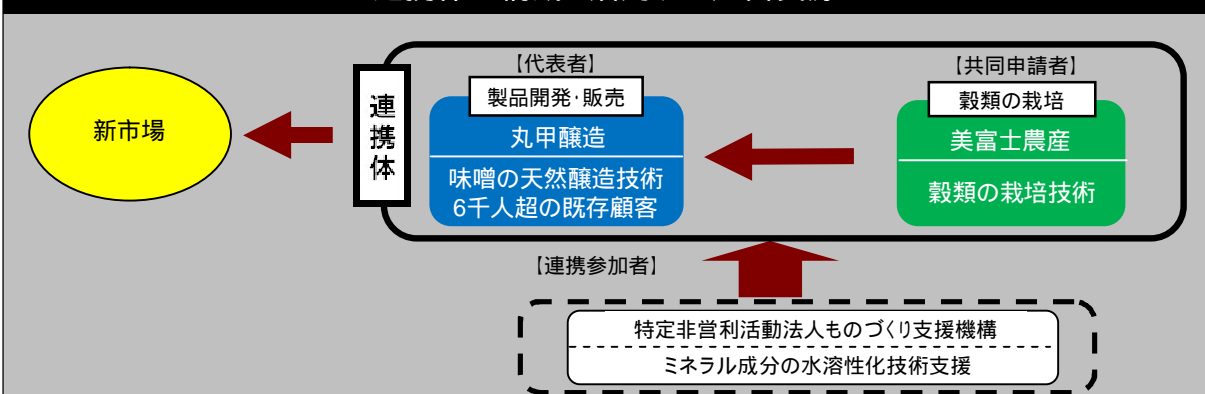 【代表者】
【共同申請者】
製品開発・販売
穀類の栽培
連携体
新市場
丸甲醸造
美富士農産
味噌の天然醸造技術
6千人超の既存顧客
穀類の栽培技術
【連携参加者】
特定非営利活動法人ものづくり支援機構
ミネラル成分の水溶性化技術支援